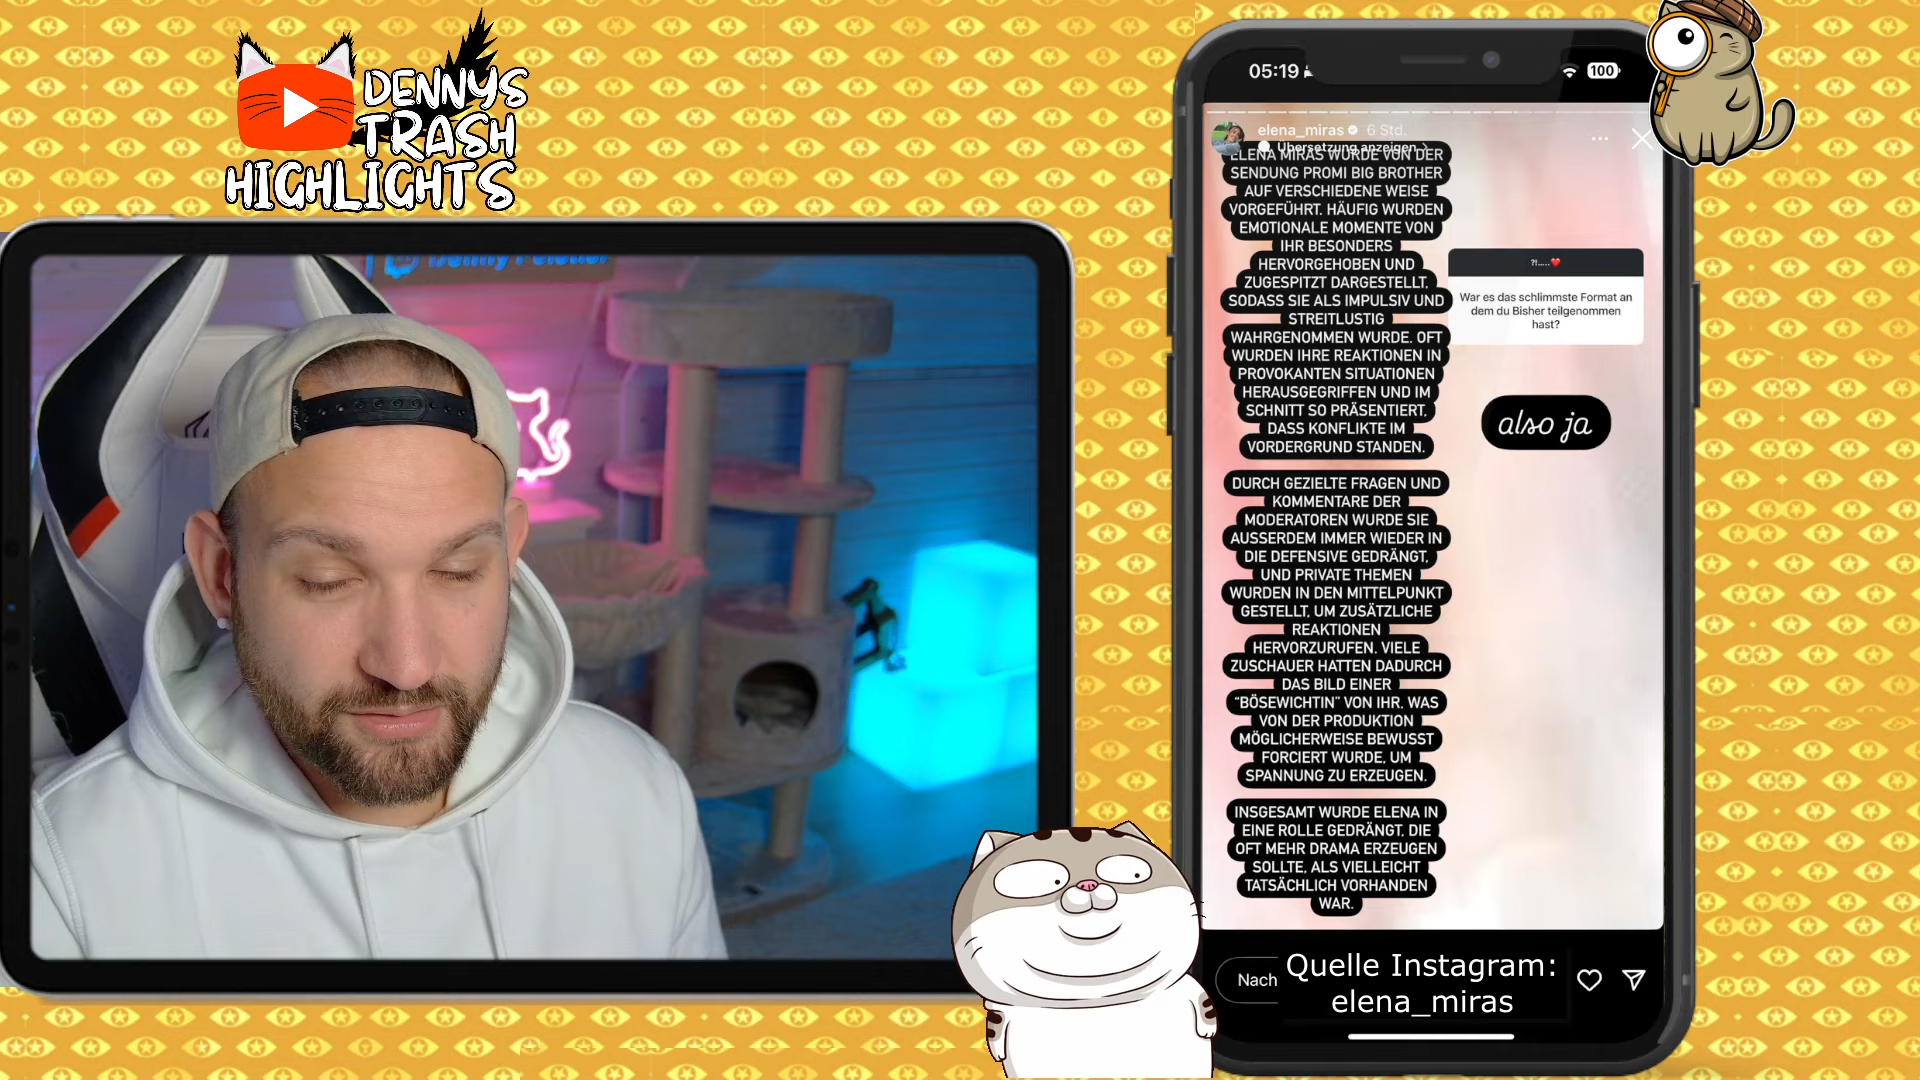 DENNYS
TRASH
HIGHLIGHTS
05:19
100
elena_miras 6 Std.
Übersetzung anzeigen
ELENA MIRAS WURDE VON DER
SENDUNG PROMI BIG BROTHER
AUF VERSCHIEDENE WEISE
VORGEFÜHRT. HÄUFIG WURDEN
EMOTIONALE MOMENTE VON
IHR BESONDERS
HERVORGEHOBEN UND
ZUGESPITZT DARGESTELLT,
SODASS SIE ALS IMPULSIV UND
STREITLUSTIG
WAHRGENOMMEN WURDE. OFT
WURDEN IHRE REAKTIONEN IN
PROVOKANTEN SITUATIONEN
HERAUSGEGRIFFEN UND IM
SCHNITT SO PRÄSENTIERT,
DASS KONFLIKTE IM
VORDERGRUND STANDEN.
DURCH GEZIELTE FRAGEN UND
KOMMENTARE DER
MODERATOREN WURDE SIE
AUSSERDEM IMMER WIEDER IN
DIE DEFENSIVE GEDRÄNGT,
UND PRIVATE THEMEN
WURDEN IN DEN MITTELPUNKT
GESTELLT, UM ZUSÄTZLICHE
REAKTIONEN
HERVORZURUFEN. VIELE
ZUSCHAUER HATTEN DADURCH
DAS BILD EINER
“BÖSEWICHTIN” VON IHR, WAS
VON DER PRODUKTION
MÖGLICHERWEISE BEWUSST
FORCIERT WURDE, UM
SPANNUNG ZU ERZEUGEN.
INSGESAMT WURDE ELENA IN
EINE ROLLE GEDRÄNGT, DIE
OFT MEHR DRAMA ERZEUGEN
SOLLTE, ALS VIELLEICHT
TATSÄCHLICH VORHANDEN
WAR.
?!.....❤️
War es das schlimmste Format an
dem du Bisher teilgenommen
hast?
also ja
Nach
Quelle Instagram:
elena_miras